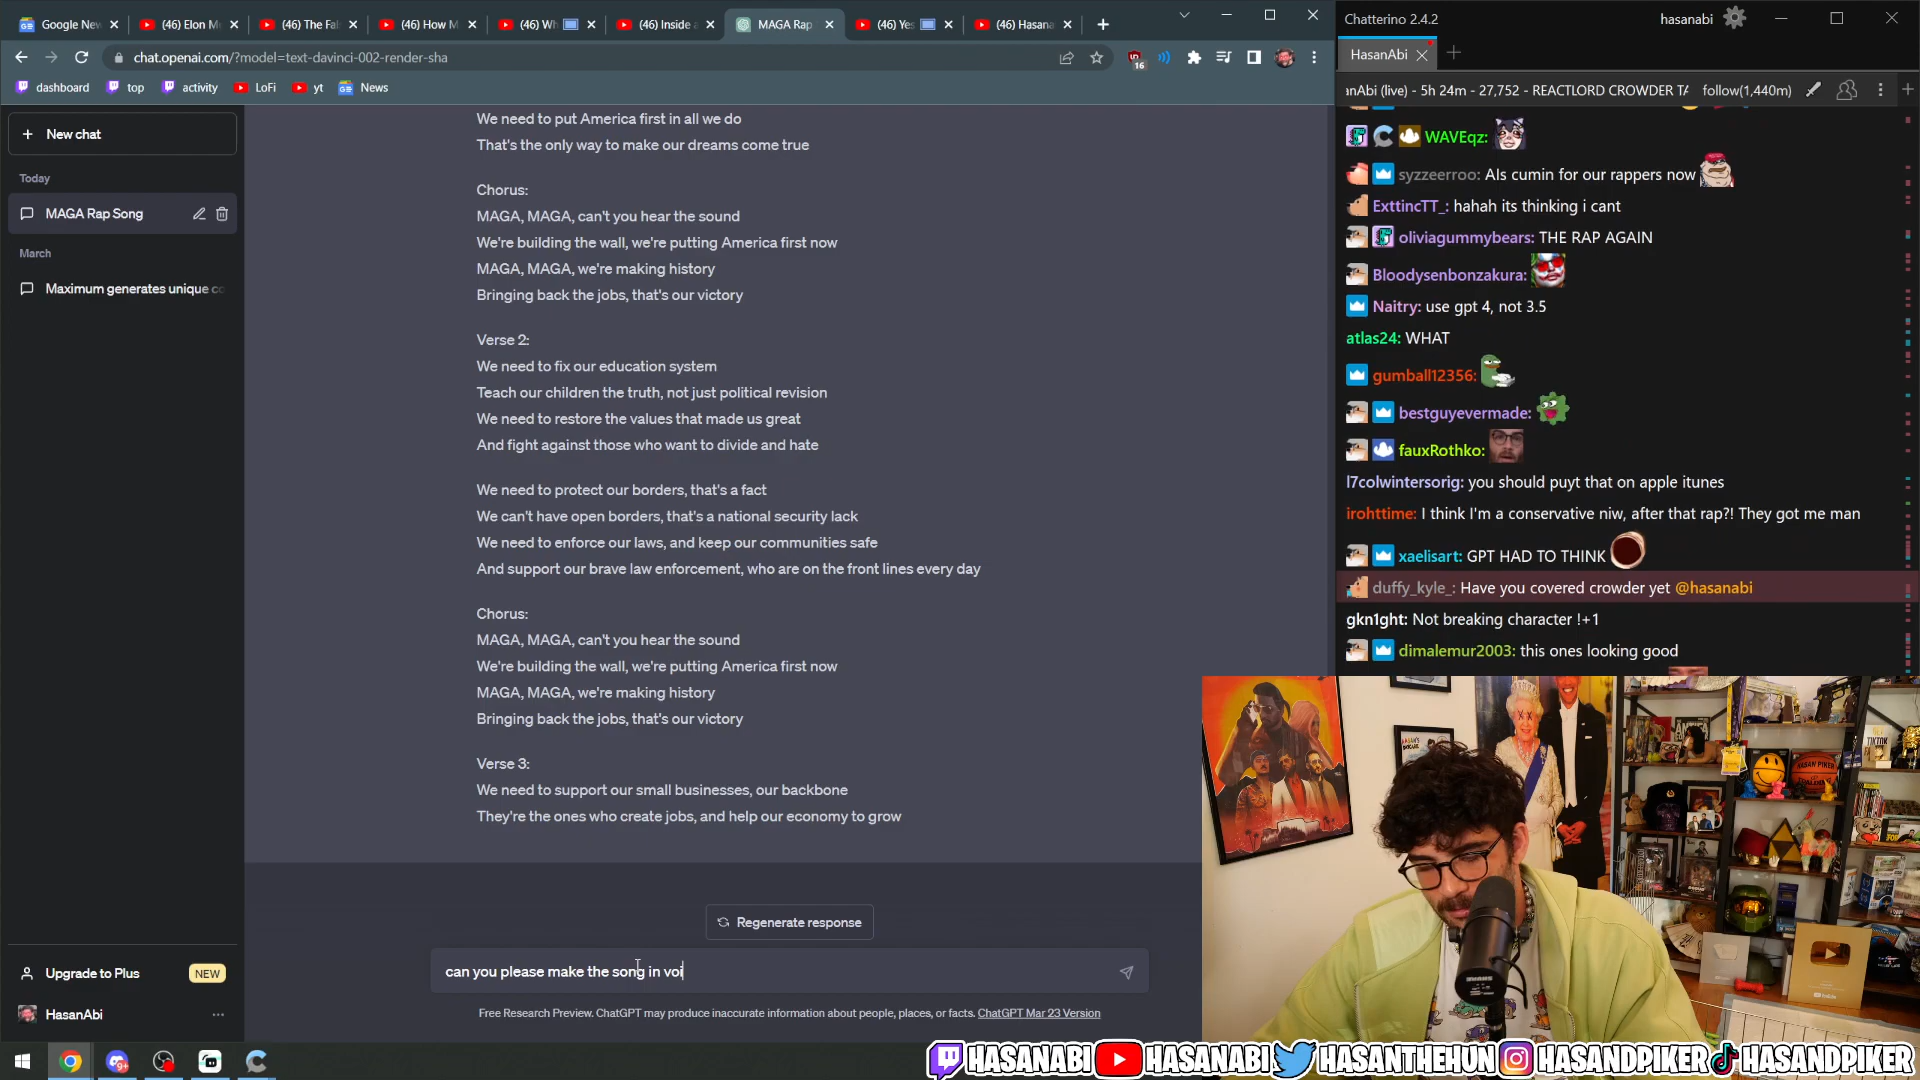 Google New
(46) Elon M
(46) The Fal
(46) How M
(46) Wh
(46) Inside a
MAGA Rap
(46) Yes
(46) Hasana
chat.openai.com/?model=text-davinci-002-render-sha
16
dashboard
top
activity
LoFi
yt
News
New chat
Today
MAGA Rap Song
March
Maximum generates unique co
We need to put America first in all we do
That's the only way to make our dreams come true
Chorus:
MAGA, MAGA, can't you hear the sound
We're building the wall, we're putting America first now
MAGA, MAGA, we're making history
Bringing back the jobs, that's our victory
Verse 2:
We need to fix our education system
Teach our children the truth, not just political revision
We need to restore the values that made us great
And fight against those who want to divide and hate
We need to protect our borders, that's a fact
We can't have open borders, that's a national security lack
We need to enforce our laws, and keep our communities safe
And support our brave law enforcement, who are on the front lines every day
Chorus:
MAGA, MAGA, can't you hear the sound
We're building the wall, we're putting America first now
MAGA, MAGA, we're making history
Bringing back the jobs, that's our victory
Verse 3:
We need to support our small businesses, our backbone
They're the ones who create jobs, and help our economy to grow
Regenerate response
can you please make the song in voi
Free Research Preview. ChatGPT may produce inaccurate information about people, places, or facts. ChatGPT Mar 23 Version
Upgrade to Plus
NEW
HasanAbi
Chatterino 2.4.2
hasanabi
HasanAbi
anAbi (live) - 5h 24m - 27,752 - REACTLORD CROWDER TA
follow(1,440m)
WAVEqz:
syzzeerroo: AIs cumin for our rappers now
ExttincTT_: hahah its thinking i cant
oliviagummybears: THE RAP AGAIN
Bloodysenbonzakura:
Naitry: use gpt 4, not 3.5
atlas24: WHAT
gumball12356:
bestguyevermade:
fauxRothko:
l7colwintersorig: you should puyt that on apple itunes
irohttime: I think I'm a conservative niw, after that rap?! They got me man
xaelisart: GPT HAD TO THINK
duffy_kyle_: Have you covered crowder yet @hasanabi
gkn1ght: Not breaking character !+1
dimalemur2003: this ones looking good
HASANABI
HASANABI
HASANTHEHUN
HASANDPIKER
HASANDPIKER